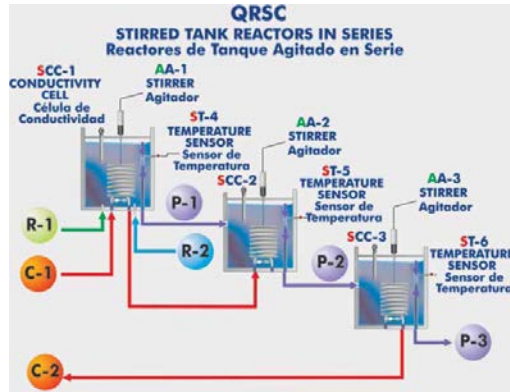 QRSC
STIRRED TANK REACTORS IN SERIES
Reactores de Tanque Agitado en Serie
SCC-1
CONDUCTIVITY
CELL
Célula de
Conductividad
AA-1
STIRRER
Agitador
ST-4
TEMPERATURE
SENSOR
Sensor de
Temperatura
AA-2
STIRRER
Agitador
SCC-2
ST-5
TEMPERATURE
SENSOR
Sensor de
Temperatura
AA-3
STIRRER
Agitador
P-1
R-1
R-2
C-1
SCC-3
ST-6
TEMPERATURE
SENSOR
Sensor de
Temperatura
P-2
P-3
C-2